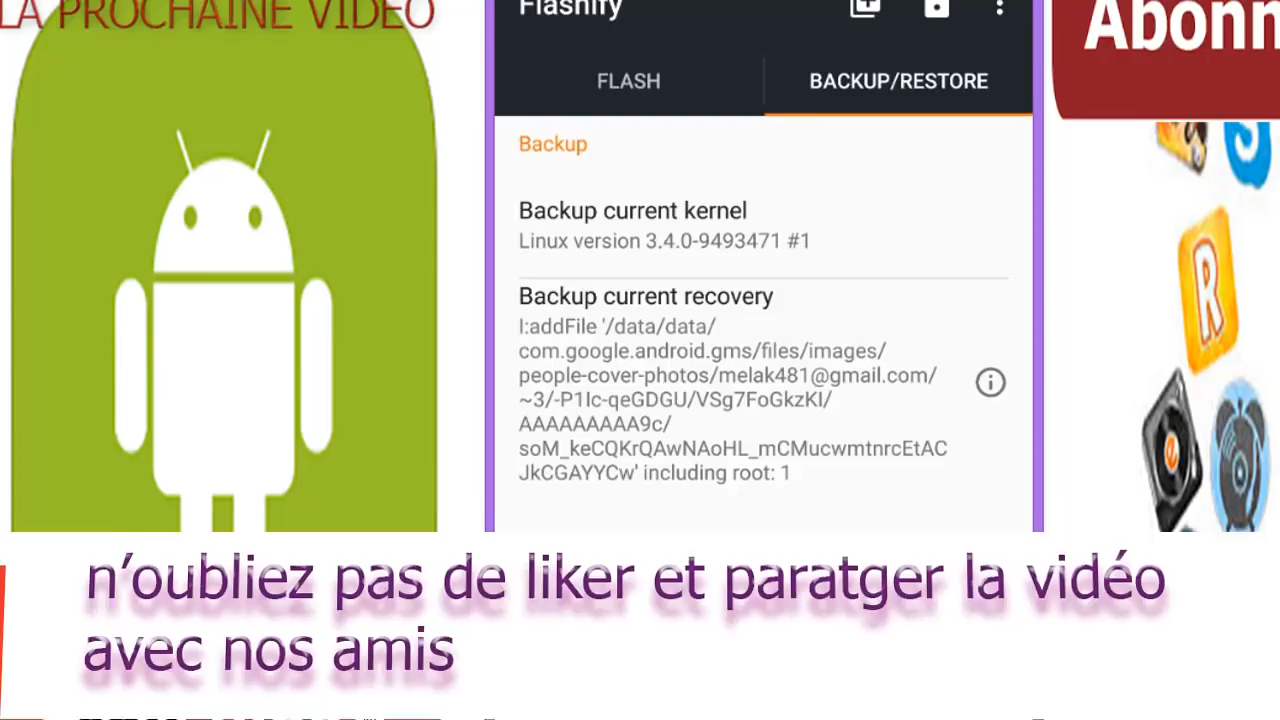 LA PROCHAINE VIDEO
Flashify
Abonn
FLASH
BACKUP/RESTORE
Backup
Backup current kernel
Linux version 3.4.0-9493471 #1
Backup current recovery
I:addFile '/data/data/
com.google.android.gms/files/images/
people-cover-photos/melak481@gmail.com/
~3/-P1Ic-qeGDGU/VSg7FoGkzKI/
AAAAAAAAA9c/
soM_keCQKrQAwNAoHL_mCMucwmtnrcEtAC
JkCGAYYCw' including root: 1
R
n’oubliez pas de liker et paratger la vidéo
avec nos amis